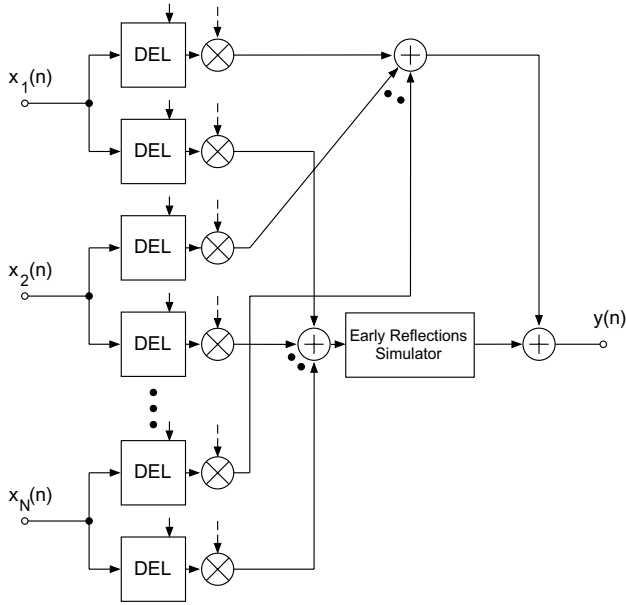 DEL
x1(n)
DEL
DEL
x2(n)
DEL
Early Reflections
Simulator
y(n)
DEL
xN(n)
DEL